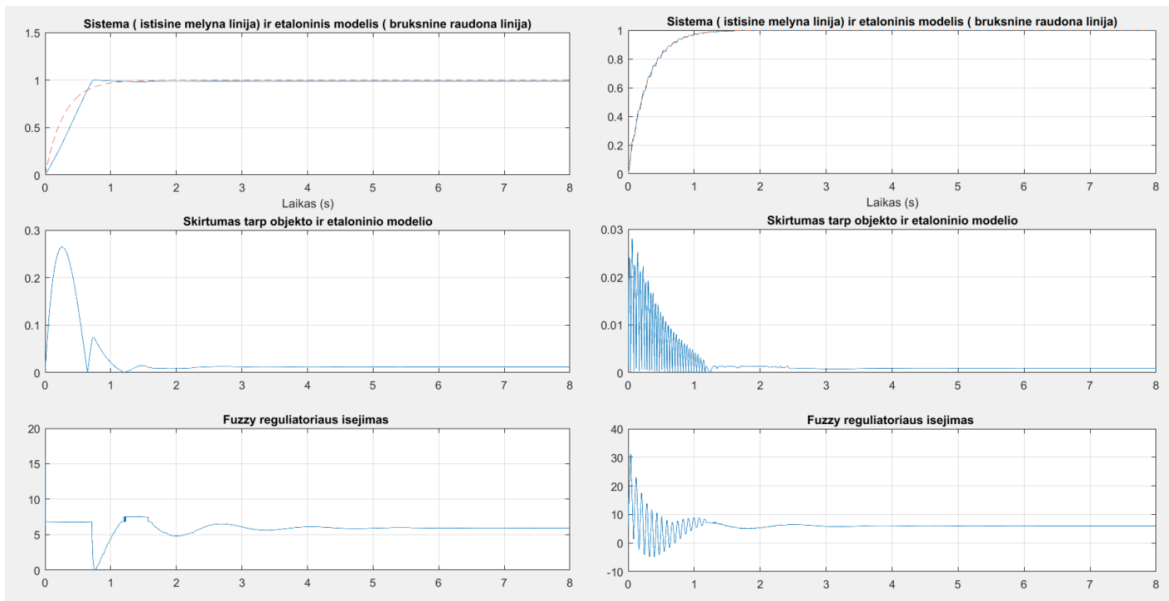 Sistema ( istisine melyna linija) ir etaloninis modelis ( bruksnine raudona linija)
1.5
1
0.5
0
0 1 2 3 4 5 6 7 8
Laikas (s)
Skirtumas tarp objekto ir etaloninio modelio
0.3
0.2
0.1
0
0 1 2 3 4 5 6 7 8
Fuzzy reguliatoriaus isejimas
20
15
10
5
0
0 1 2 3 4 5 6 7 8
Sistema ( istisine melyna linija) ir etaloninis modelis ( bruksnine raudona linija)
1
0.8
0.6
0.4
0.2
0
0 1 2 3 4 5 6 7 8
Laikas (s)
Skirtumas tarp objekto ir etaloninio modelio
0.03
0.02
0.01
0
0 1 2 3 4 5 6 7 8
Fuzzy reguliatoriaus isejimas
40
30
20
10
0
-10
0 1 2 3 4 5 6 7 8